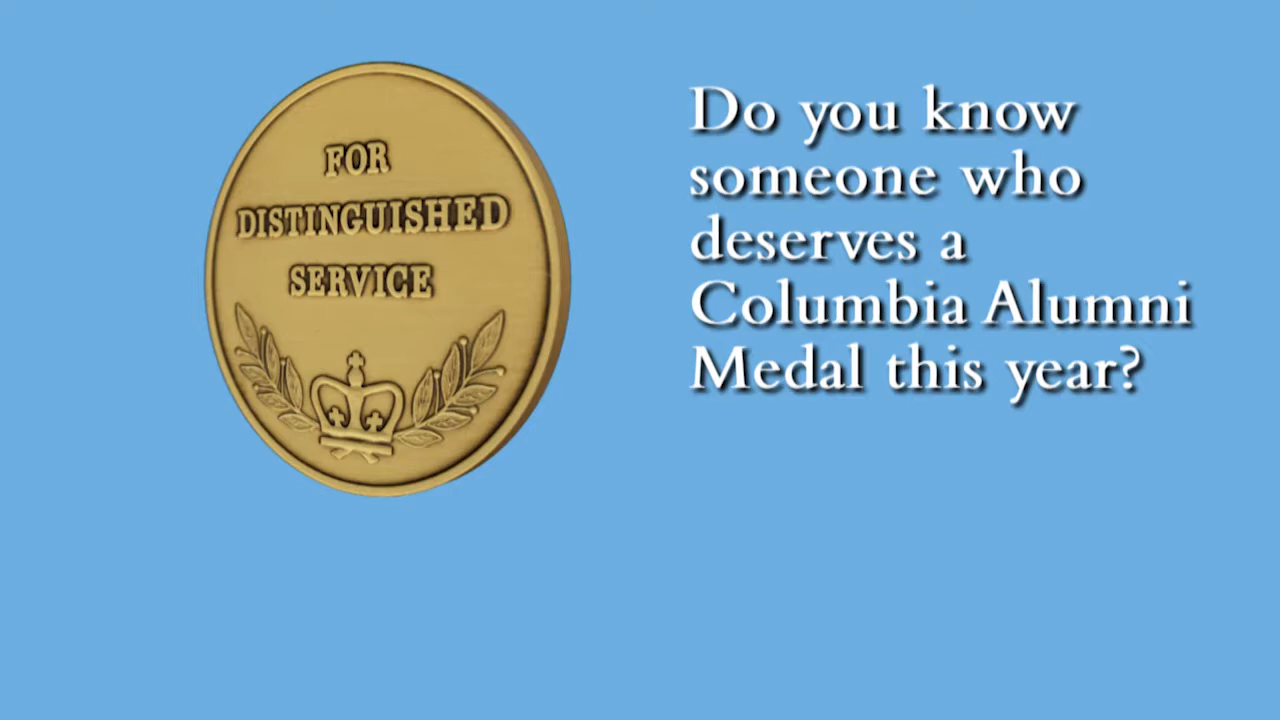 FOR
DISTINGUISHED
SERVICE
Do you know
someone who
deserves a
Columbia Alumni
Medal this year?